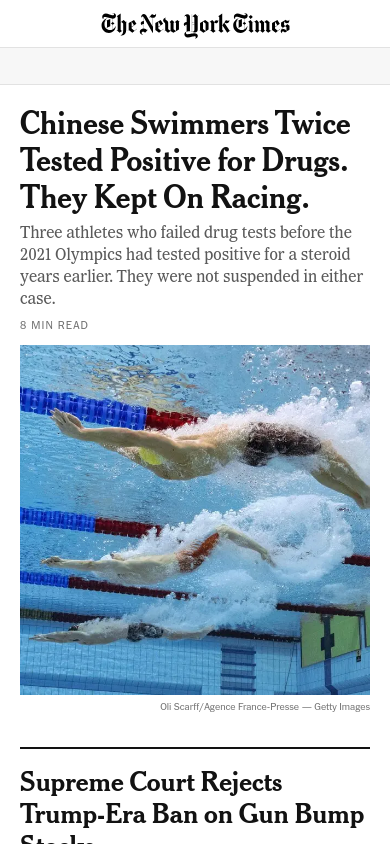 The New York Times
Chinese Swimmers Twice
Tested Positive for Drugs.
They Kept On Racing.
Three athletes who failed drug tests before the
2021 Olympics had tested positive for a steroid
years earlier. They were not suspended in either
case.
8 MIN READ
Oli Scarff/Agence France-Presse — Getty Images
Supreme Court Rejects
Trump-Era Ban on Gun Bump
Stocks